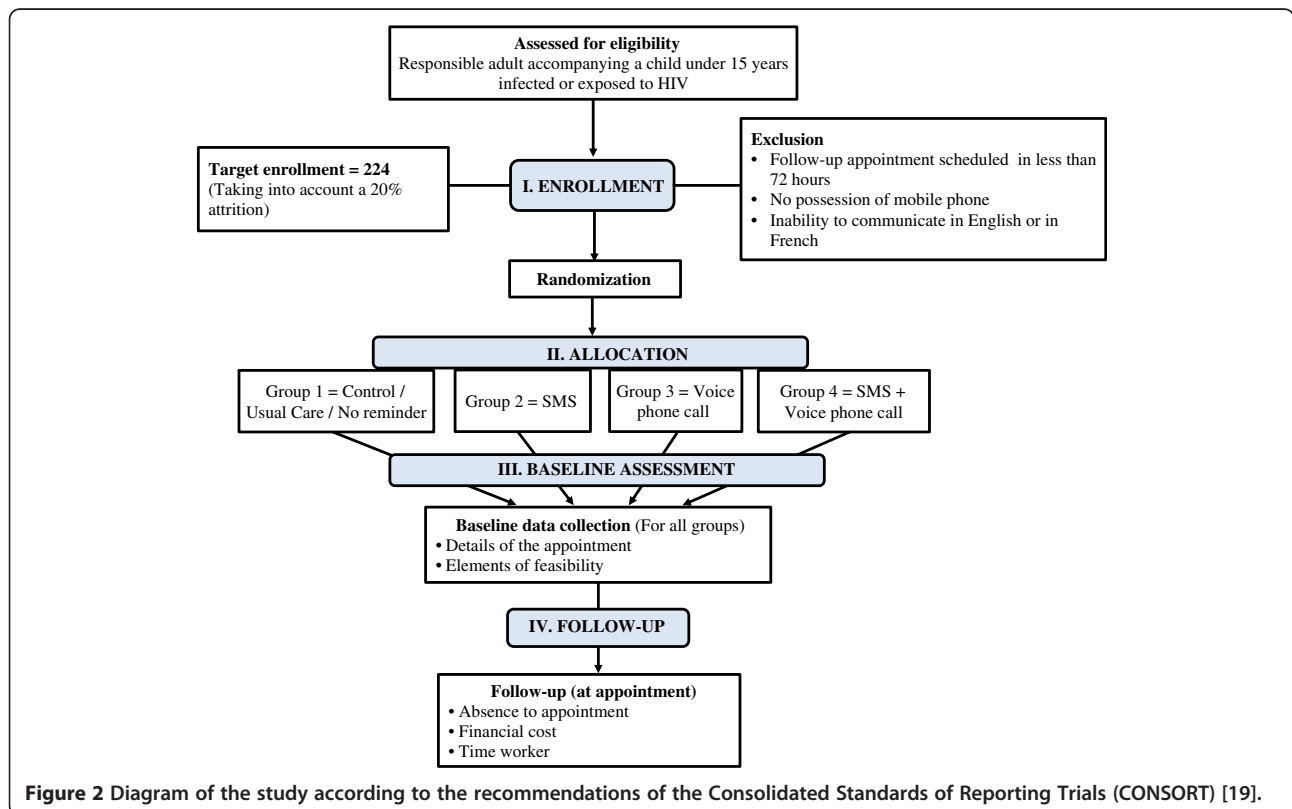 Assessed for eligibility
Responsible adult accompanying a child under 15 years
infected or exposed to HIV
Target enrollment = 224
(Taking into account a 20%
attrition)
I. ENROLLMENT
Exclusion
• Follow-up appointment scheduled in less than
72 hours
• No possession of mobile phone
• Inability to communicate in English or in
French
Randomization
II. ALLOCATION
Group 1 = Control /
Usual Care / No reminder
Group 2 = SMS
Group 3 = Voice
phone call
Group 4 = SMS +
Voice phone call
III. BASELINE ASSESSMENT
Baseline data collection (For all groups)
• Details of the appointment
• Elements of feasibility
IV. FOLLOW-UP
Follow-up (at appointment)
• Absence to appointment
• Financial cost
• Time worker
Figure 2 Diagram of the study according to the recommendations of the Consolidated Standards of Reporting Trials (CONSORT) [19].